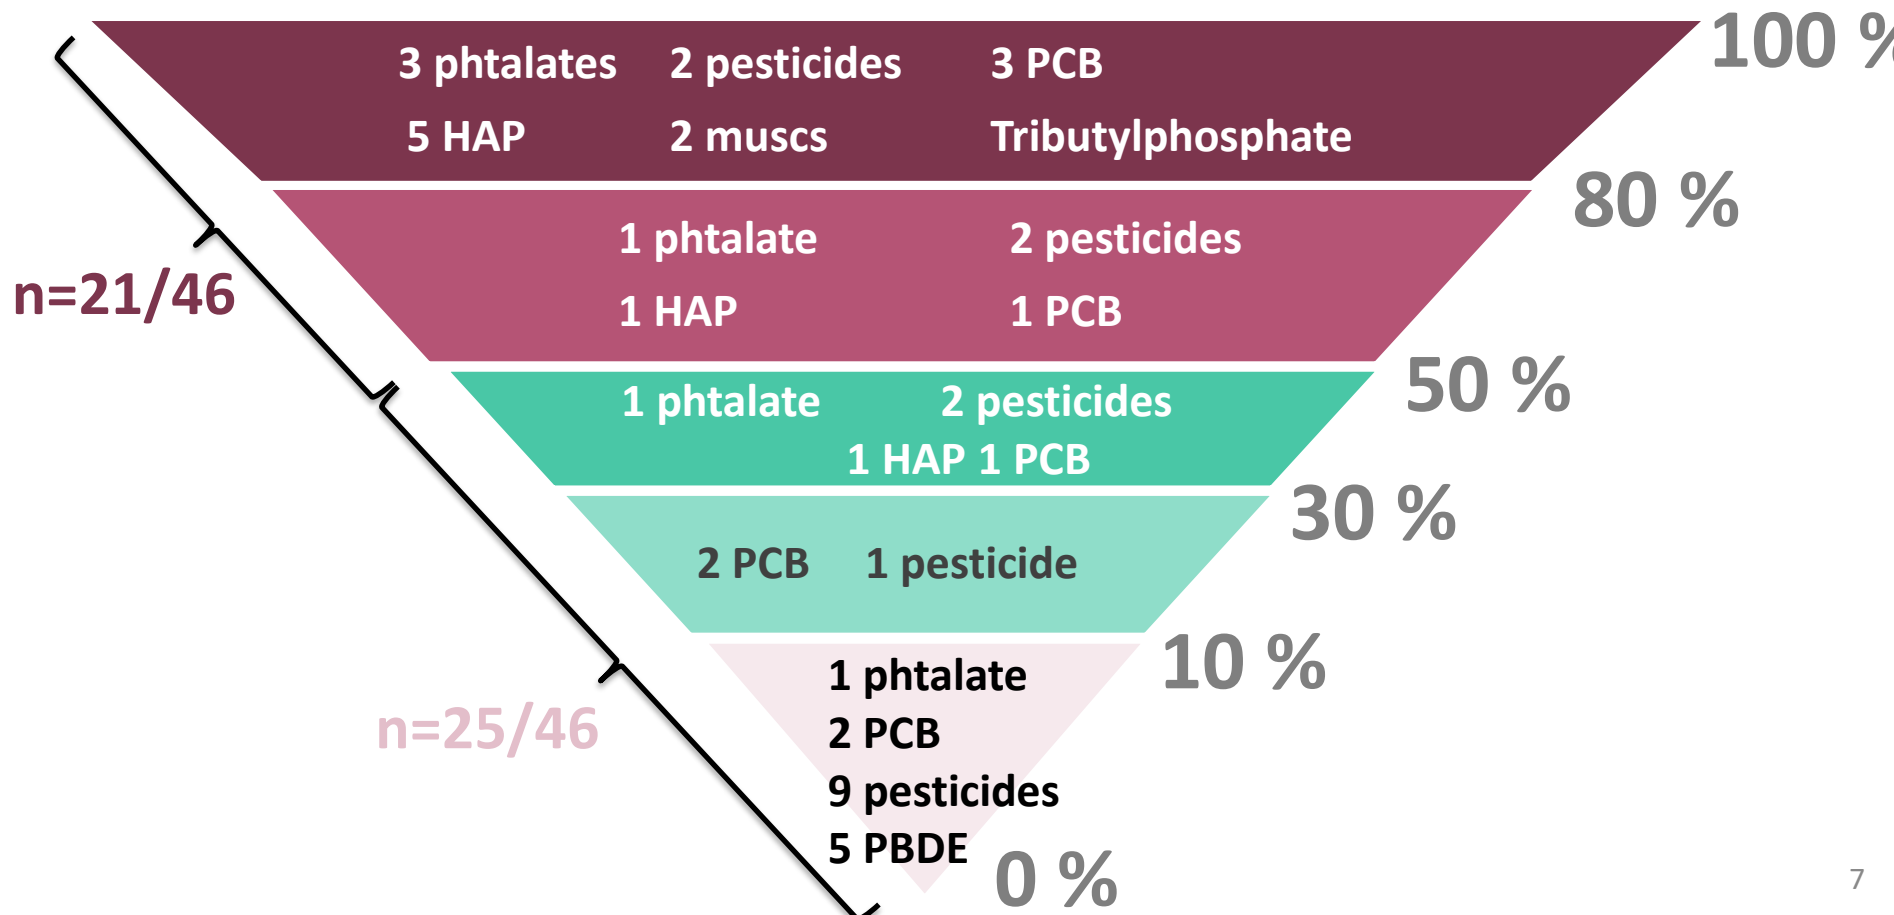 3 phtalates 2 pesticides 3 PCB
5 HAP 2 muscs Tributylphosphate
100 %
80 %
1 phtalate 2 pesticides
1 HAP 1 PCB
n=21/46
50 %
1 phtalate 2 pesticides
1 HAP 1 PCB
30 %
2 PCB 1 pesticide
10 %
1 phtalate
2 PCB
9 pesticides
5 PBDE
n=25/46
0 %
7